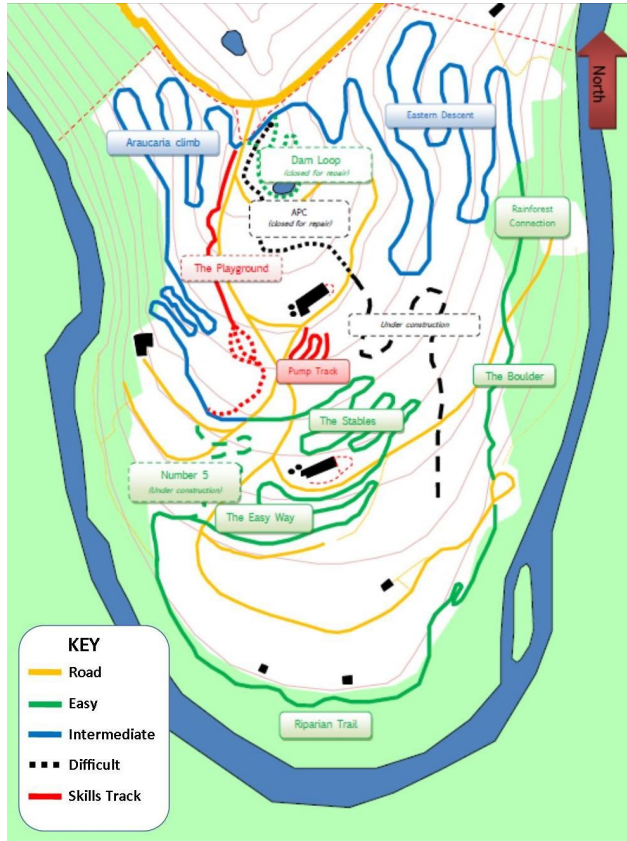 North
Eastern Descent
Araucaria climb
Dam Loop
(closed for repair)
Rainforest
Connection
APC
(closed for repair)
The Playground
Under construction
Pump Track
The Boulder
The Stables
Number 5
(Under construction)
The Easy Way
Riparian Trail
KEY
Road
Easy
Intermediate
Difficult
Skills Track